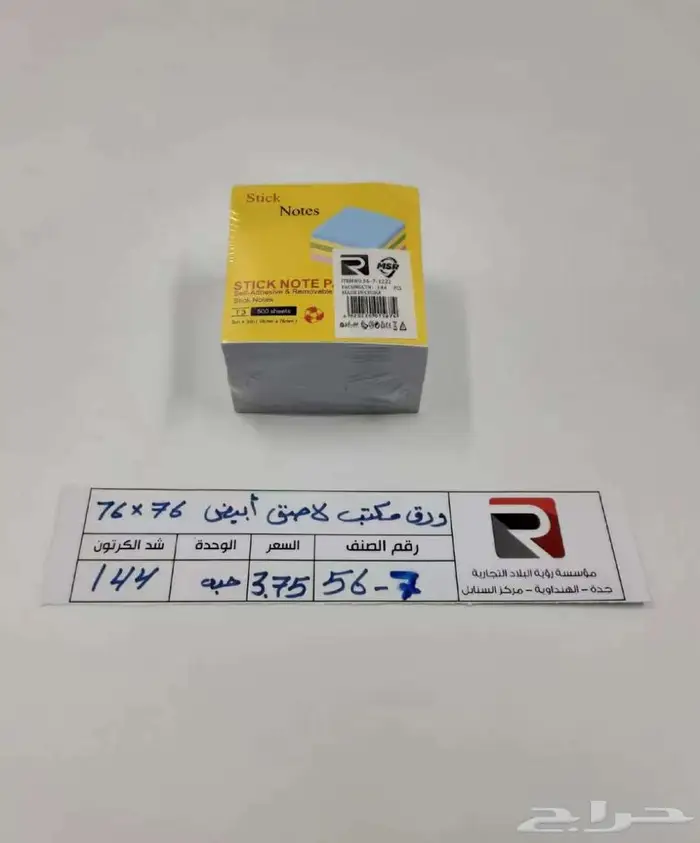 Stick
Notes
STICK NOTE
Self-Adhesive & Removable
Stick Notes
500 sheets
MSR
ورق مكتب لاصق أبيض 76×76
رقم الصنف السعر الوحدة شد الكرتون
56-7 3.75 حبه 144
مؤسسة رؤية البلاد التجارية
جدة - الهنداوية - مركز السنابل
حراج